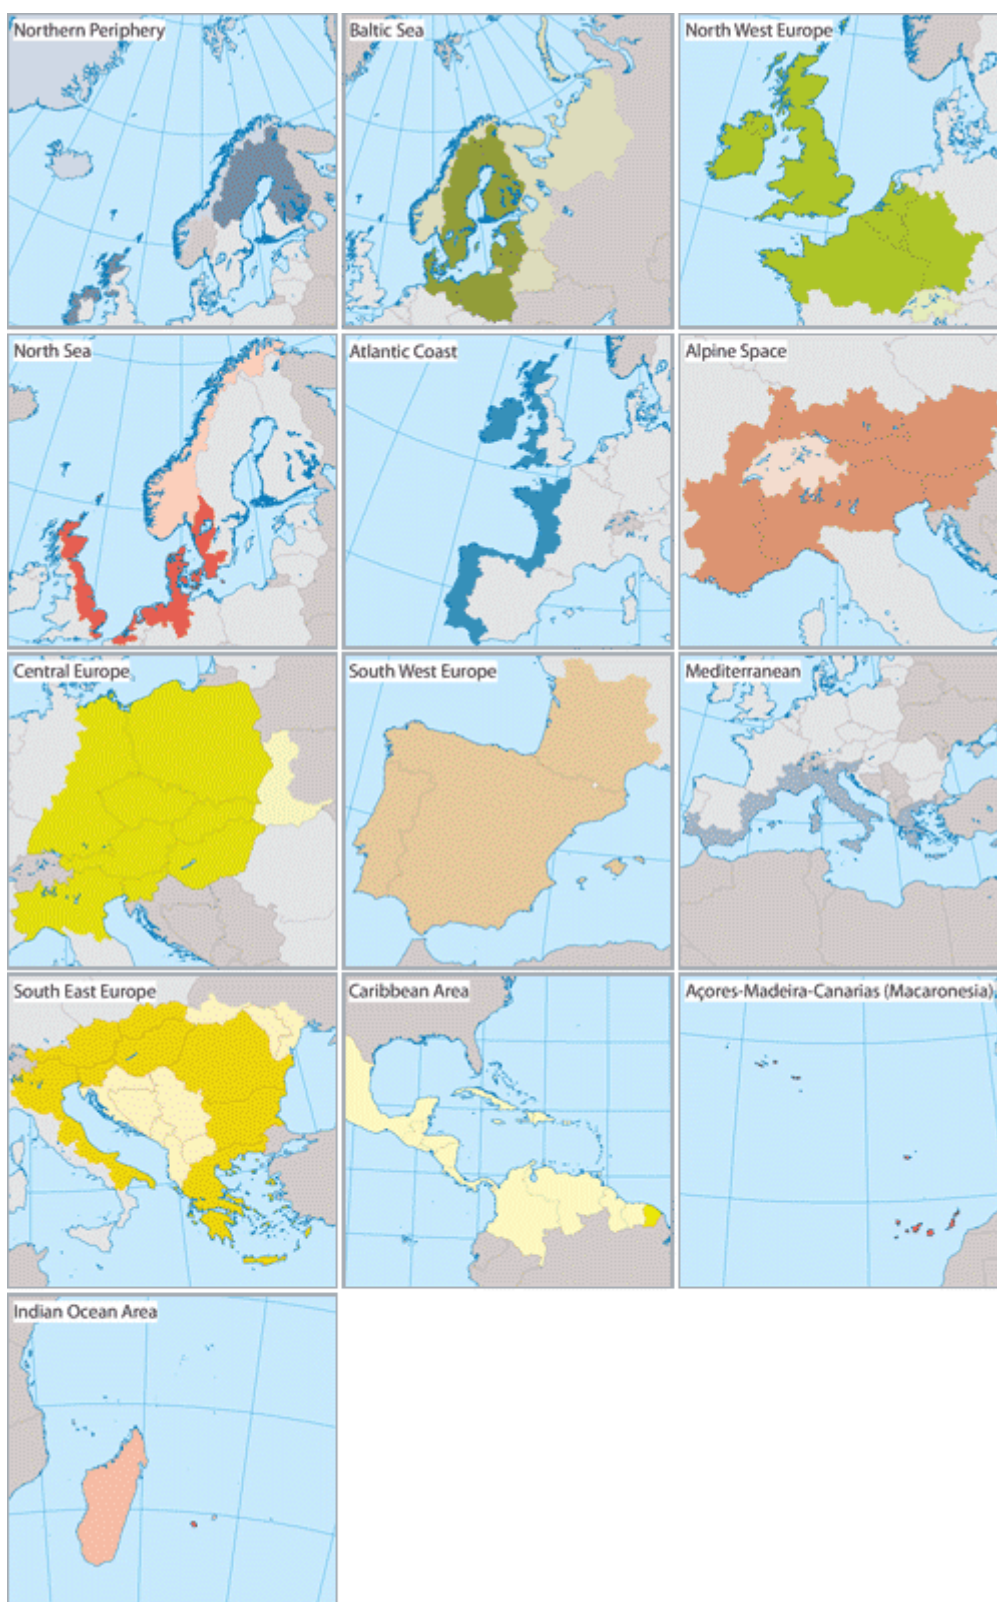 Northern Periphery
Baltic Sea
North West Europe
North Sea
Atlantic Coast
Alpine Space
Central Europe
South West Europe
Mediterranean
South East Europe
Caribbean Area
Açores-Madeira-Canarias (Macaronesia)
Indian Ocean Area